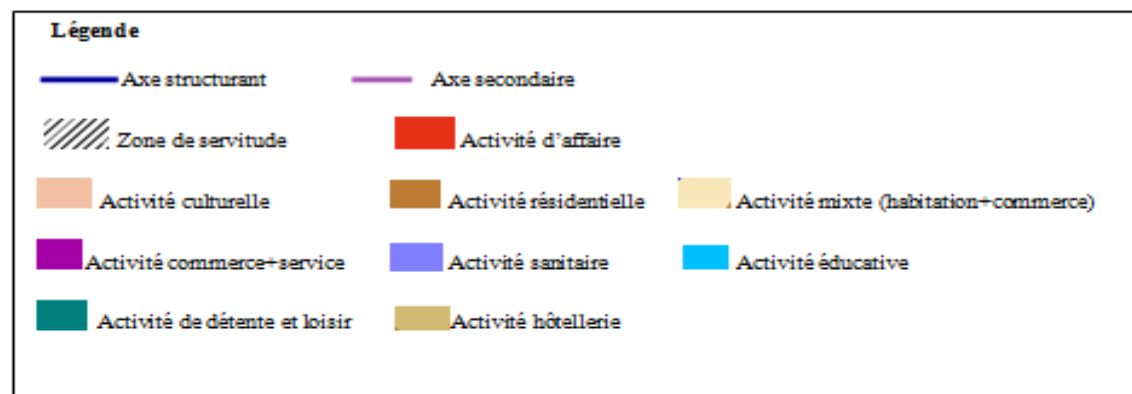 Légende
Axe structurant Axe secondaire
Zone de servitude Activité d’affaire
Activité culturelle Activité résidentielle Activité mixte (habitation+commerce)
Activité commerce+service Activité sanitaire Activité éducative
Activité de détente et loisir Activité hôtellerie